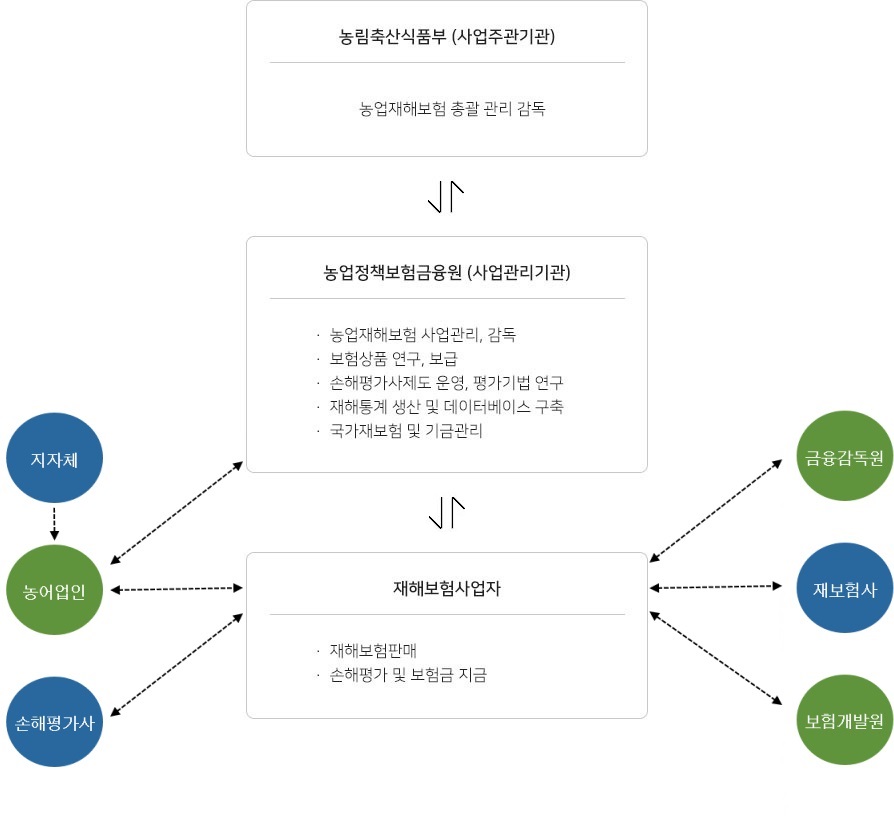 농림축산식품부 (사업주관기관)
농업재해보험 총괄 관리 감독
농업정책보험금융원 (사업관리기관)
· 농업재해보험 사업관리, 감독
· 보험상품 연구, 보급
· 손해평가사제도 운영, 평가기법 연구
· 재해통계 생산 및 데이터베이스 구축
· 국가재보험 및 기금관리
지자체
농어업인
손해평가사
재해보험사업자
· 재해보험판매
· 손해평가 및 보험금 지금
금융감독원
재보험사
보험개발원